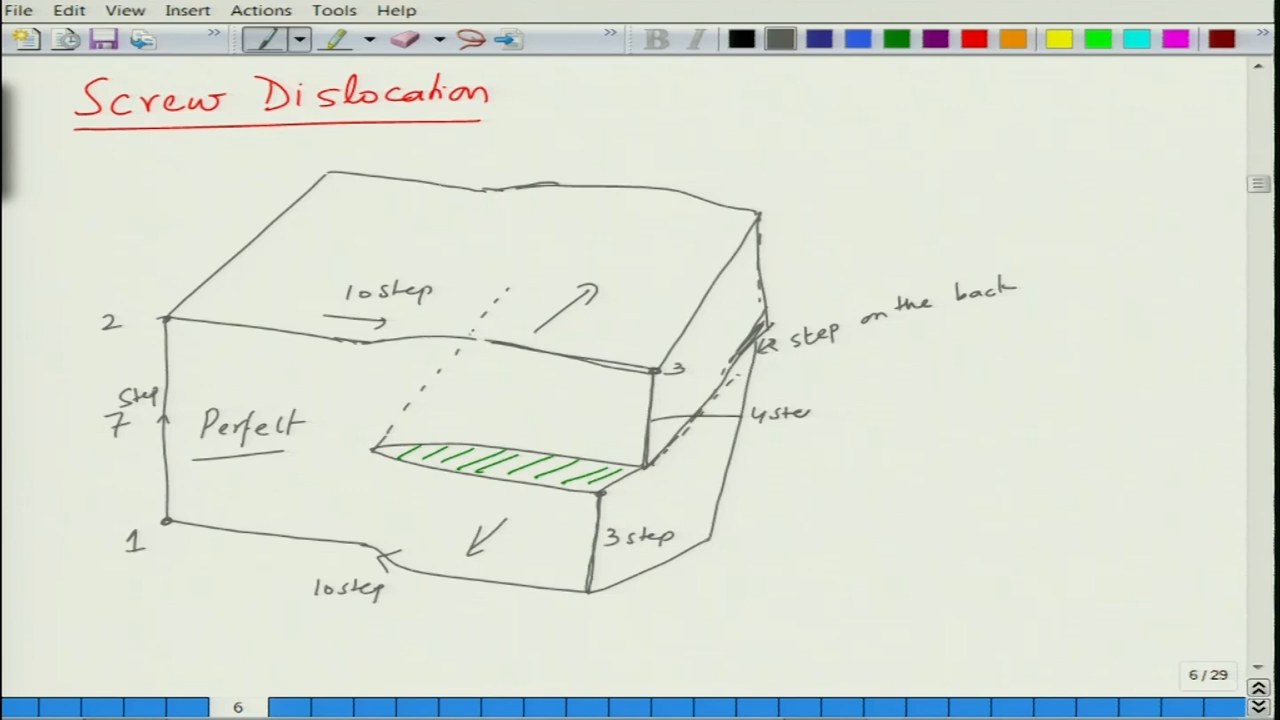 File Edit View Insert Actions Tools Help
B I
Screw Dislocation
10 step
2
step on the back
3
Step
7
Perfect
4 ste
1
3 step
10 step
6 / 29
6